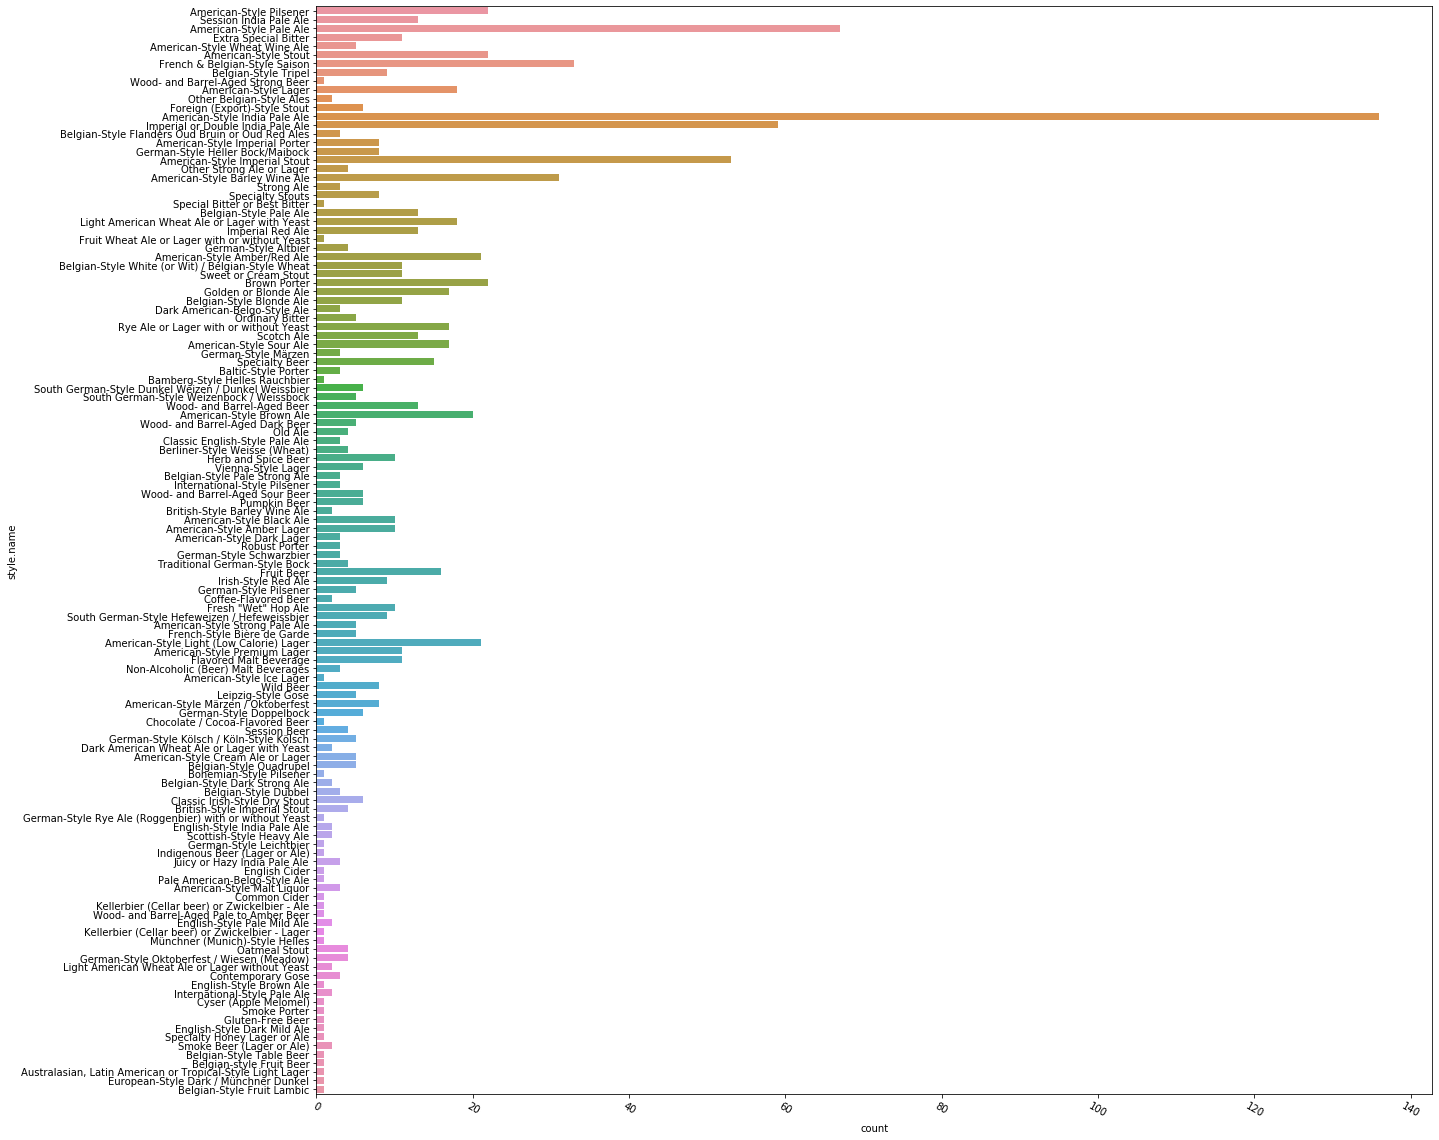 American-Style Pilsener
Session India Pale Ale
American-Style Pale Ale
Extra Special Bitter
American-Style Wheat Wine Ale
American-Style Stout
French & Belgian-Style Saison
Belgian-Style Tripel
Wood- and Barrel-Aged Strong Beer
American-Style Lager
Other Belgian-Style Ales
Foreign (Export)-Style Stout
American-Style India Pale Ale
Imperial or Double India Pale Ale
Belgian-Style Flanders Oud Bruin or Oud Red Ales
American-Style Imperial Porter
German-Style Heller Bock/Maibock
American-Style Imperial Stout
Other Strong Ale or Lager
American-Style Barley Wine Ale
Strong Ale
Specialty Stouts
Special Bitter or Best Bitter
Belgian-Style Pale Ale
Light American Wheat Ale or Lager with Yeast
Imperial Red Ale
Fruit Wheat Ale or Lager with or without Yeast
German-Style Altbier
American-Style Amber/Red Ale
Belgian-Style White (or Wit) / Belgian-Style Wheat
Sweet or Cream Stout
Brown Porter
Golden or Blonde Ale
Belgian-Style Blonde Ale
Dark American-Belgo-Style Ale
Ordinary Bitter
Rye Ale or Lager with or without Yeast
Scotch Ale
American-Style Sour Ale
German-Style Märzen
Specialty Beer
Baltic-Style Porter
Bamberg-Style Helles Rauchbier
South German-Style Dunkel Weizen / Dunkel Weissbier
South German-Style Weizenbock / Weissbock
Wood- and Barrel-Aged Beer
American-Style Brown Ale
Wood- and Barrel-Aged Dark Beer
Old Ale
Classic English-Style Pale Ale
Berliner-Style Weisse (Wheat)
Herb and Spice Beer
Vienna-Style Lager
Belgian-Style Pale Strong Ale
International-Style Pilsener
Wood- and Barrel-Aged Sour Beer
Pumpkin Beer
British-Style Barley Wine Ale
American-Style Black Ale
American-Style Amber Lager
American-Style Dark Lager
Robust Porter
German-Style Schwarzbier
Traditional German-Style Bock
Fruit Beer
Irish-Style Red Ale
German-Style Pilsener
Coffee-Flavored Beer
Fresh "Wet" Hop Ale
South German-Style Hefeweizen / Hefeweissbier
American-Style Strong Pale Ale
French-Style Bière de Garde
American-Style Light (Low Calorie) Lager
American-Style Premium Lager
Flavored Malt Beverage
Non-Alcoholic (Beer) Malt Beverages
American-Style Ice Lager
Wild Beer
Leipzig-Style Gose
American-Style Märzen / Oktoberfest
German-Style Doppelbock
Chocolate / Cocoa-Flavored Beer
Session Beer
German-Style Kölsch / Köln-Style Kölsch
Dark American Wheat Ale or Lager with Yeast
American-Style Cream Ale or Lager
Belgian-Style Quadrupel
Bohemian-Style Pilsener
Belgian-Style Dark Strong Ale
Belgian-Style Dubbel
Classic Irish-Style Dry Stout
British-Style Imperial Stout
German-Style Rye Ale (Roggenbier) with or without Yeast
English-Style India Pale Ale
Scottish-Style Heavy Ale
German-Style Leichtbier
Indigenous Beer (Lager or Ale)
Juicy or Hazy India Pale Ale
English Cider
Pale American-Belgo-Style Ale
American-Style Malt Liquor
Common Cider
Kellerbier (Cellar beer) or Zwickelbier - Ale
Wood- and Barrel-Aged Pale to Amber Beer
English-Style Pale Mild Ale
Kellerbier (Cellar beer) or Zwickelbier - Lager
Münchner (Munich)-Style Helles
Oatmeal Stout
German-Style Oktoberfest / Wiesen (Meadow)
Light American Wheat Ale or Lager without Yeast
Contemporary Gose
English-Style Brown Ale
International-Style Pale Ale
Cyser (Apple Melomel)
Smoke Porter
Gluten-Free Beer
English-Style Dark Mild Ale
Specialty Honey Lager or Ale
Smoke Beer (Lager or Ale)
Belgian-Style Table Beer
Belgian-style Fruit Beer
Australasian, Latin American or Tropical-Style Light Lager
European-Style Dark / Münchner Dunkel
Belgian-Style Fruit Lambic
style.name
0 20 40 60 80 100 120 140
count